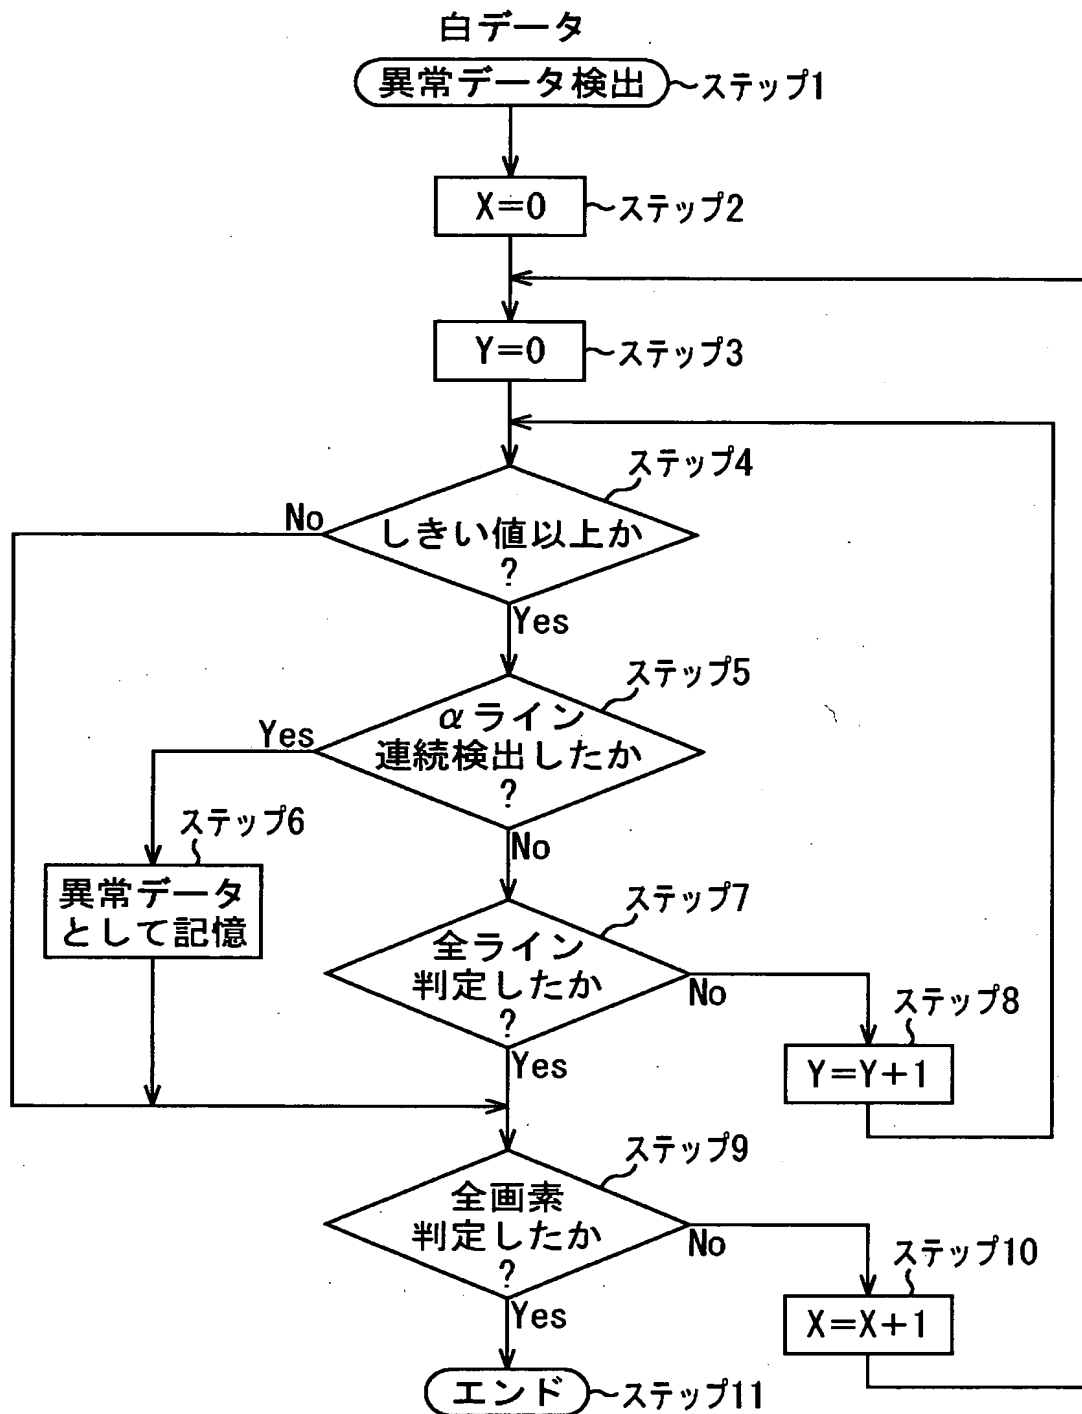 白データ
異常データ検出
~ステップ1
X=0
~ステップ2
Y=0
~ステップ3
ステップ4
No
しきい値以上か
?
Yes
ステップ5
Yes
αライン
連続検出したか
?
ステップ6
No
異常データ
として記憶
ステップ7
全ライン
判定したか
?
No
ステップ8
Yes
Y=Y+1
ステップ9
全画素
判定したか
?
No
ステップ10
Yes
X=X+1
エンド
~ステップ11